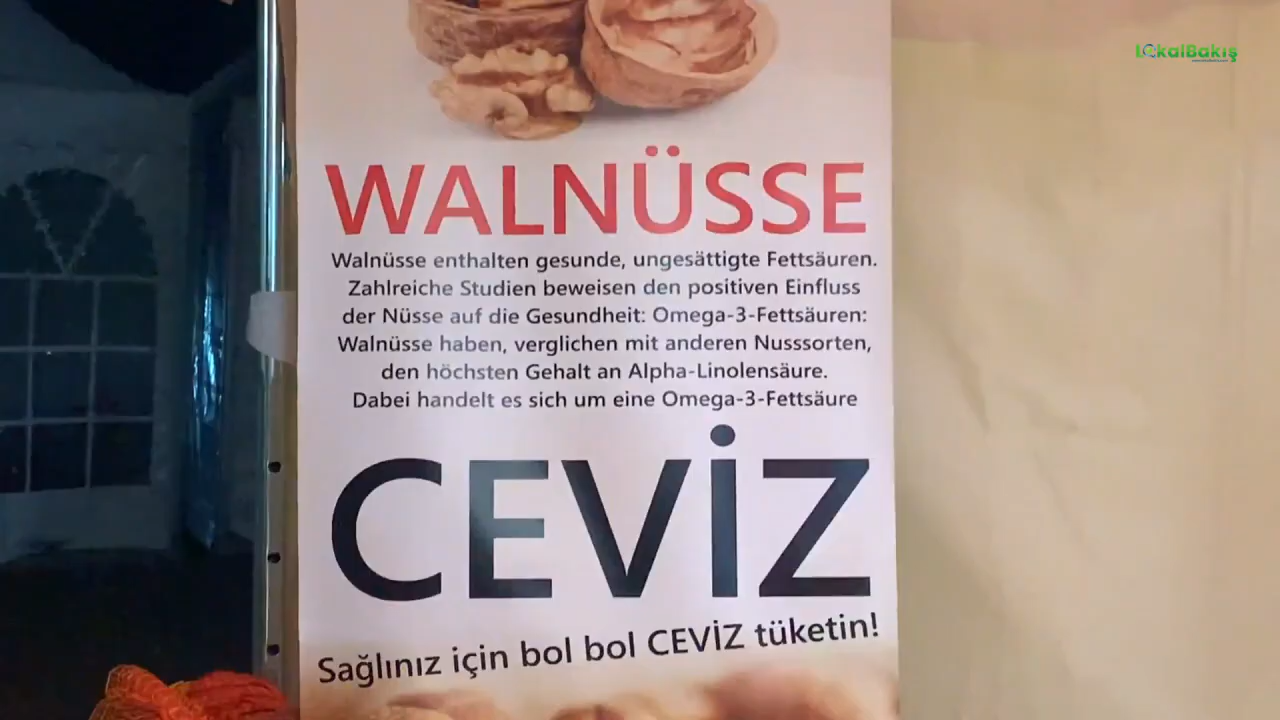 LokalBakış
WALNÜSSE
Walnüsse enthalten gesunde, ungesättigte Fettsäuren.
Zahlreiche Studien beweisen den positiven Einfluss
der Nüsse auf die Gesundheit: Omega-3-Fettsäuren:
Walnüsse haben, verglichen mit anderen Nusssorten,
den höchsten Gehalt an Alpha-Linolensäure.
Dabei handelt es sich um eine Omega-3-Fettsäure
CEVİZ
Sağlınız için bol bol CEVİZ tüketin!